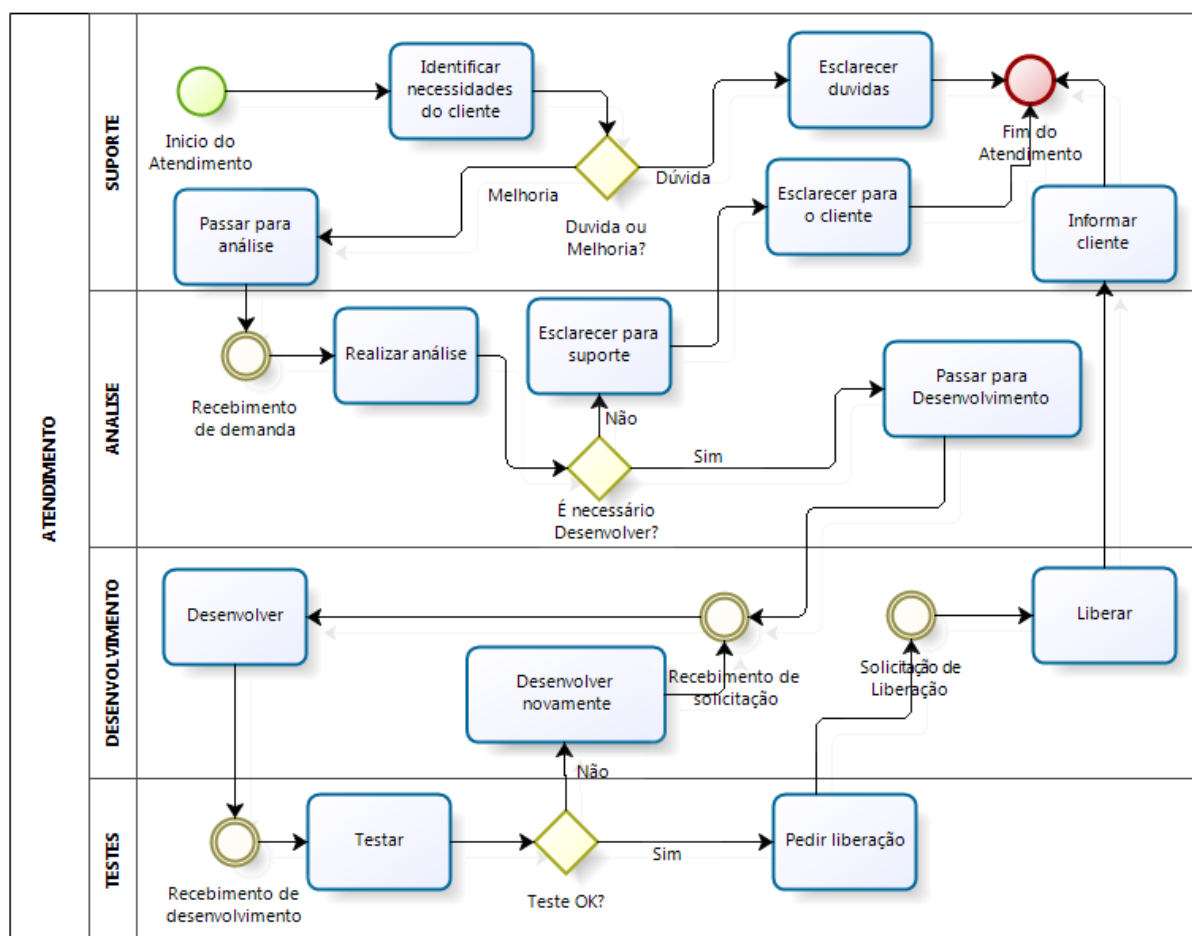 ATENDIMENTO
SUPORTE
Inicio do
Atendimento
Identificar
necessidades
do cliente
Duvida ou
Melhoria?
Melhoria
Dúvida
Esclarecer
duvidas
Fim do
Atendimento
Passar para
análise
Esclarecer para
o cliente
Informar
cliente
ANALISE
Recebimento
de demanda
Realizar análise
Esclarecer para
suporte
Não
É necessário
Desenvolver?
Sim
Passar para
Desenvolvimento
DESENVOLVIMENTO
Desenvolver
Desenvolver
novamente
Recebimento de
solicitação
Solicitação de
Liberação
Liberar
TESTES
Recebimento de
desenvolvimento
Testar
Não
Teste OK?
Sim
Pedir liberação